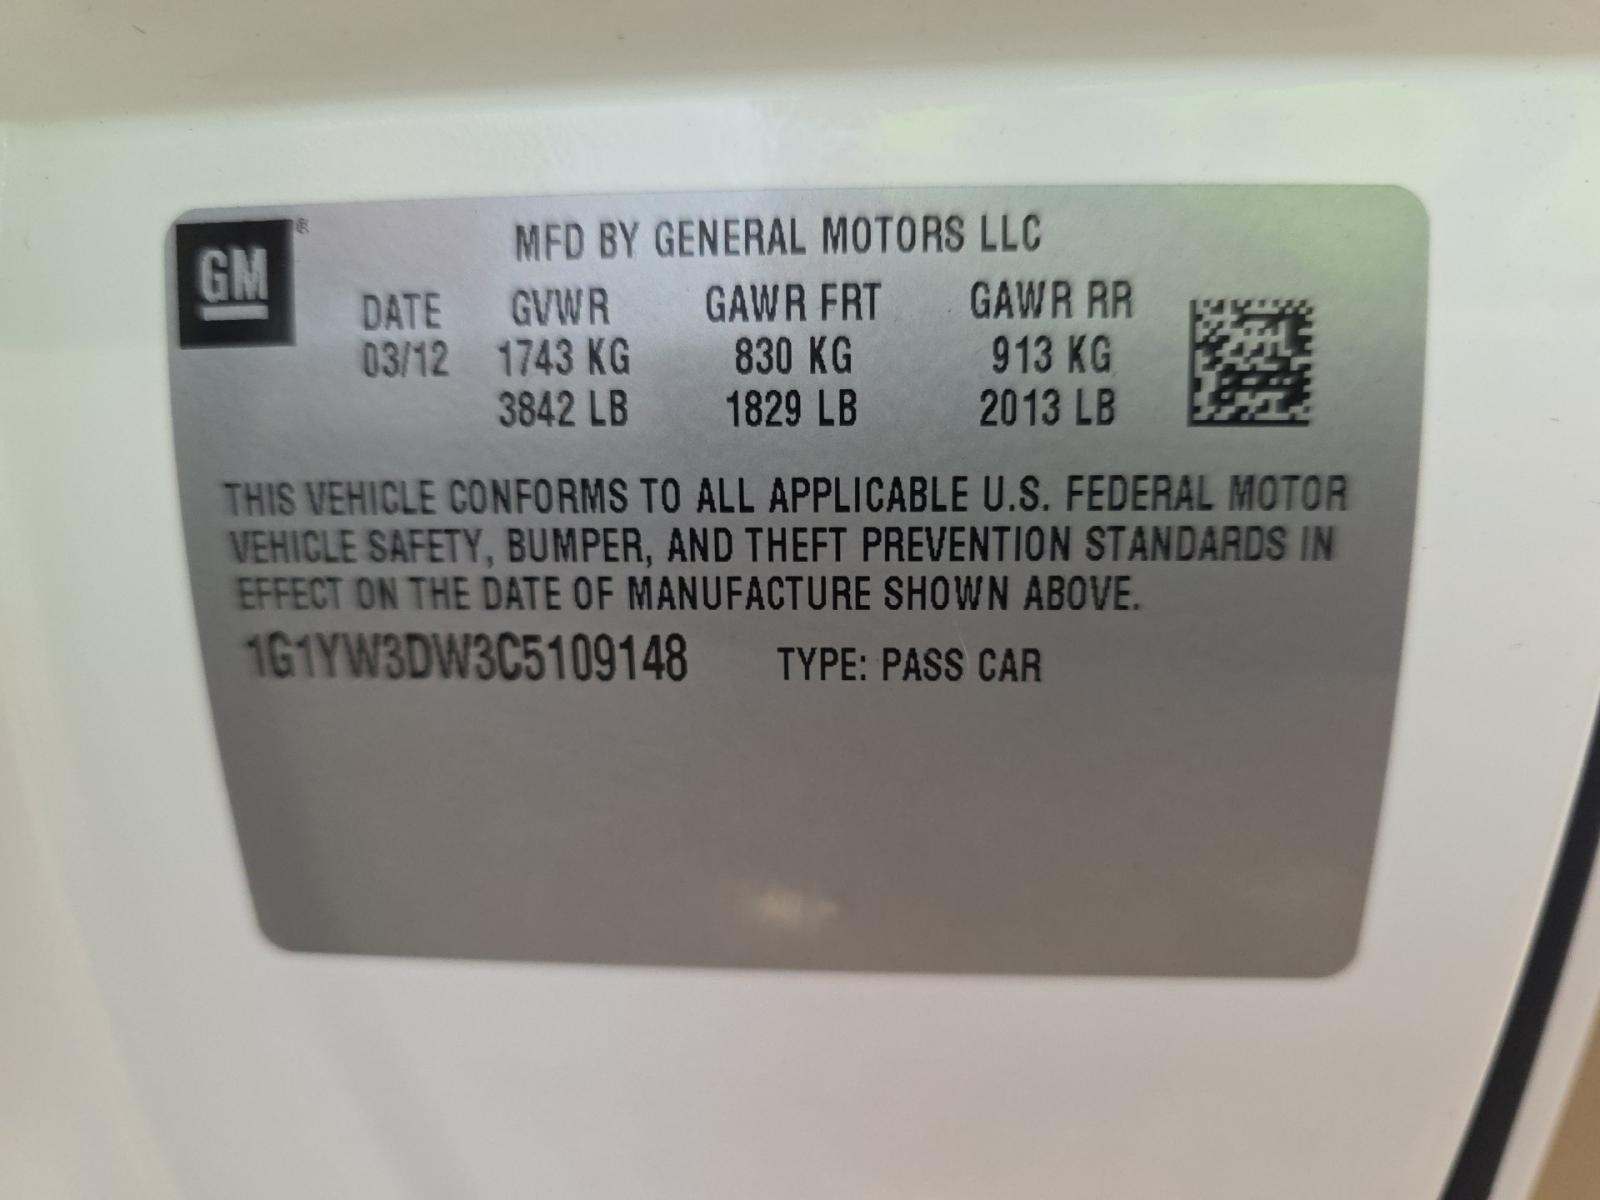 GM ®
MFD BY GENERAL MOTORS LLC
DATE GVWR GAWR FRT GAWR RR
03/12 1743 KG 830 KG 913 KG
3842 LB 1829 LB 2013 LB
THIS VEHICLE CONFORMS TO ALL APPLICABLE U.S. FEDERAL MOTOR
VEHICLE SAFETY, BUMPER, AND THEFT PREVENTION STANDARDS IN
EFFECT ON THE DATE OF MANUFACTURE SHOWN ABOVE.
1G1YW3DW3C5109148 TYPE: PASS CAR